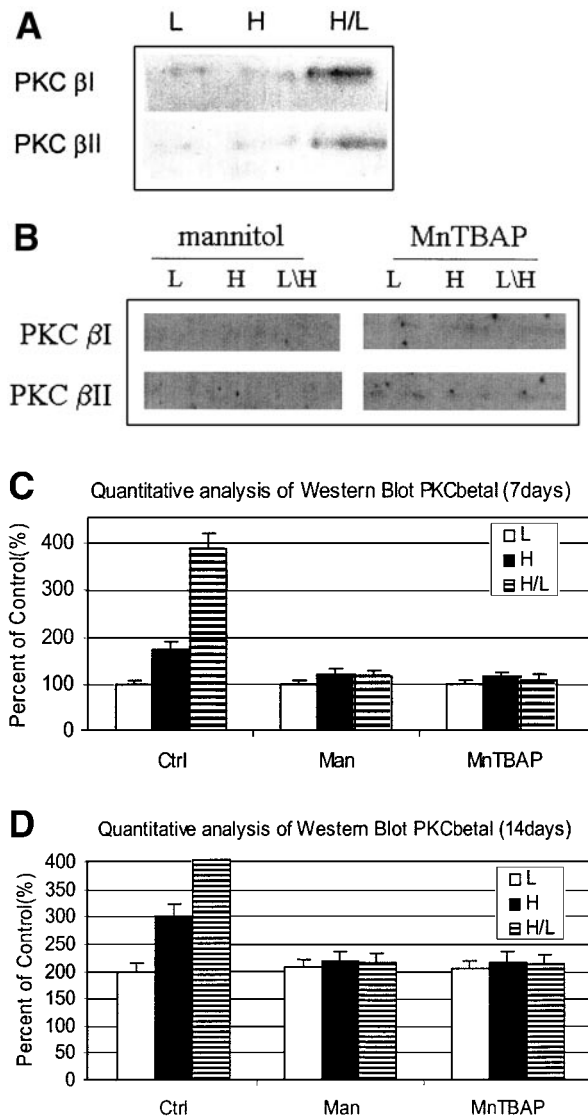 A
L H H/L
PKC βI
PKC βII
B
mannitol MnTBAP
L H L\H L H L\H
PKC βI
PKC βII
C
Quantitative analysis of Western Blot PKCbetaI (7days)
Percent of Control(%)
400
300
200
100
0
L
H
H/L
Ctrl Man MnTBAP
D
Quantitative analysis of Western Blot PKCbetaI (14days)
Percent of Control(%)
400
350
300
250
200
150
100
50
0
L
H
H/L
Ctrl Man MnTBAP